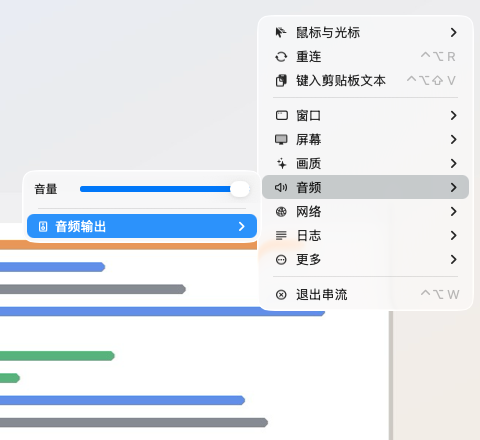 鼠标与光标
重连 ⌃⌥R
键入剪贴板文本 ⌃⌥⇧V
窗口
屏幕
画质
音频
网络
日志
更多
退出串流 ⌃⌥W
音量
音频输出